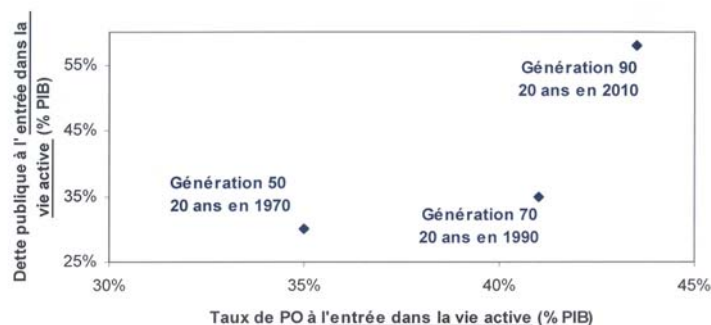 Dette publique à l'entrée dans la
vie active (% PIB)
55%
45%
35%
25%
Génération 90
20 ans en 2010
Génération 50
20 ans en 1970
Génération 70
20 ans en 1990
30%
35%
40%
45%
Taux de PO à l'entrée dans la vie active (% PIB)